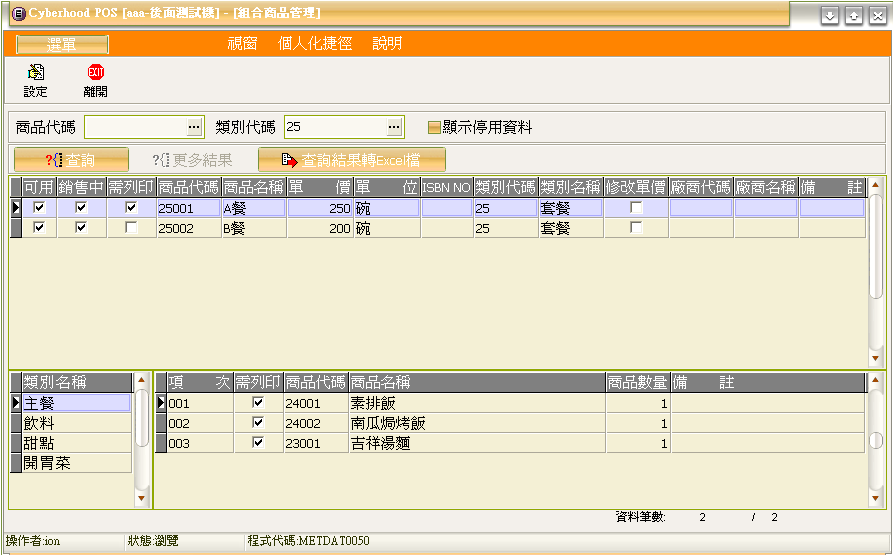 Cyberhood POS [aaa-後面測試機] - [組合商品管理]
選單 視窗 個人化捷徑 說明
設定 離開
商品代碼 ... 類別代碼 25 ... 顯示停用資料
?{ 查詢 ?{ 更多結果 查詢結果轉Excel檔
可用 銷售中 需列印 商品代碼 商品名稱 單 價 單 位 ISBN NO 類別代碼 類別名稱 修改單價 廠商代碼 廠商名稱 備 註
25001 A餐 250 碗 25 套餐
25002 B餐 200 碗 25 套餐
類別名稱
主餐
飲料
甜點
開胃菜
項 次 需列印 商品代碼 商品名稱 商品數量 備 註
001 24001 素排飯 1
002 24002 南瓜焗烤飯 1
003 23001 吉祥湯麵 1
資料筆數: 2 / 2
操作者:ion 狀態:瀏覽 程式代碼:METDAT0050